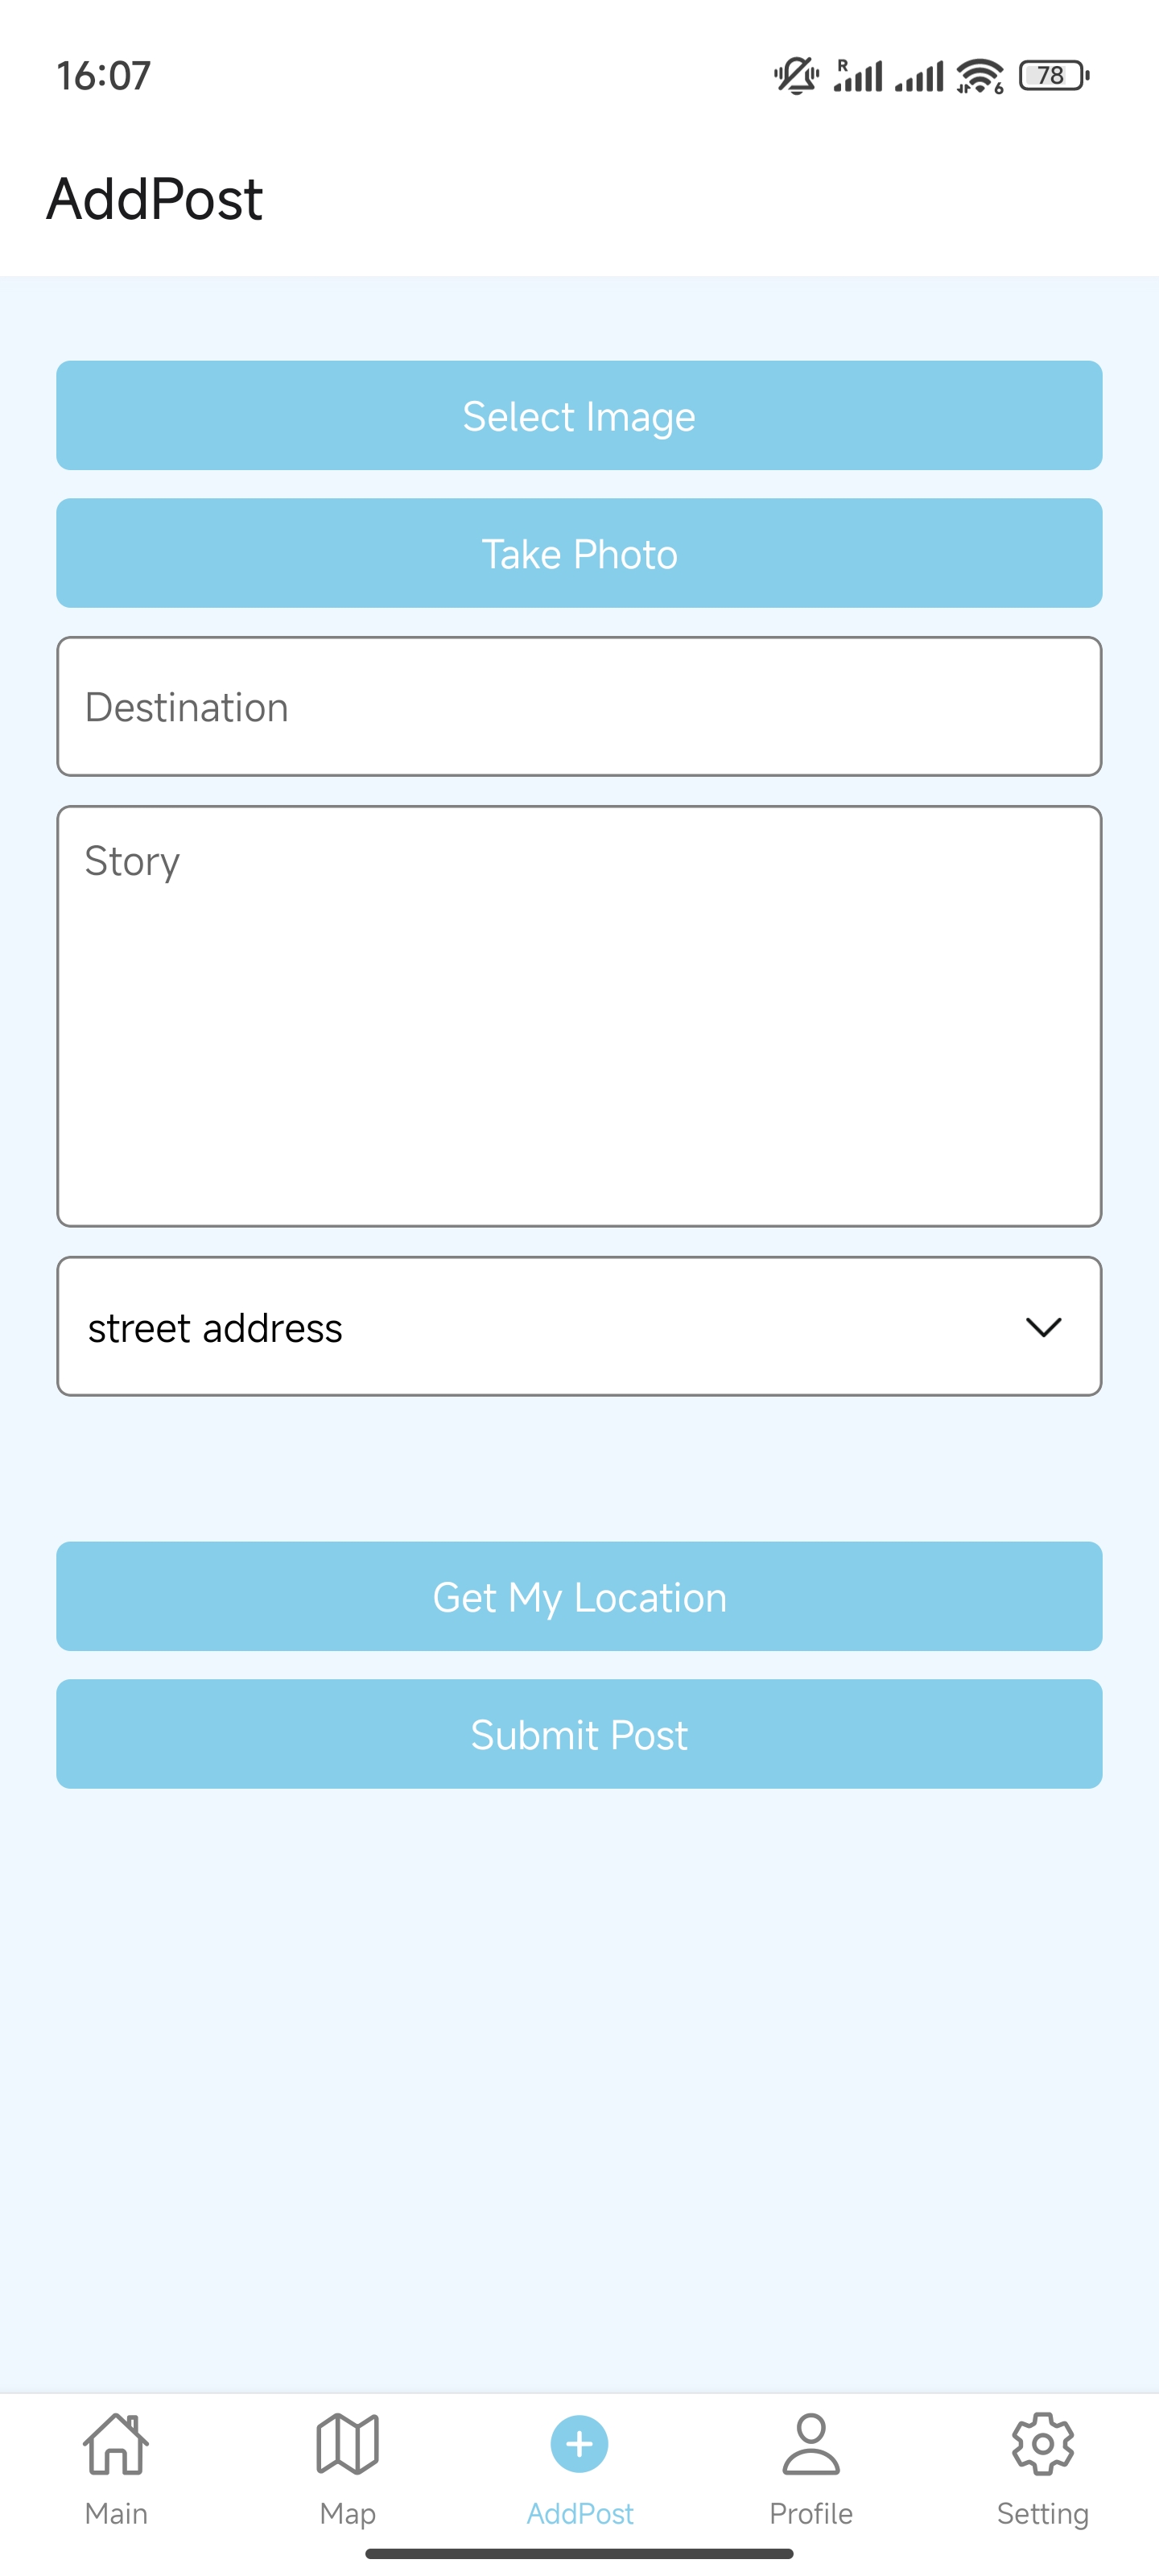 16:07
R 6 78
AddPost
Select Image
Take Photo
Destination
Story
street address
Get My Location
Submit Post
Main Map AddPost Profile Setting